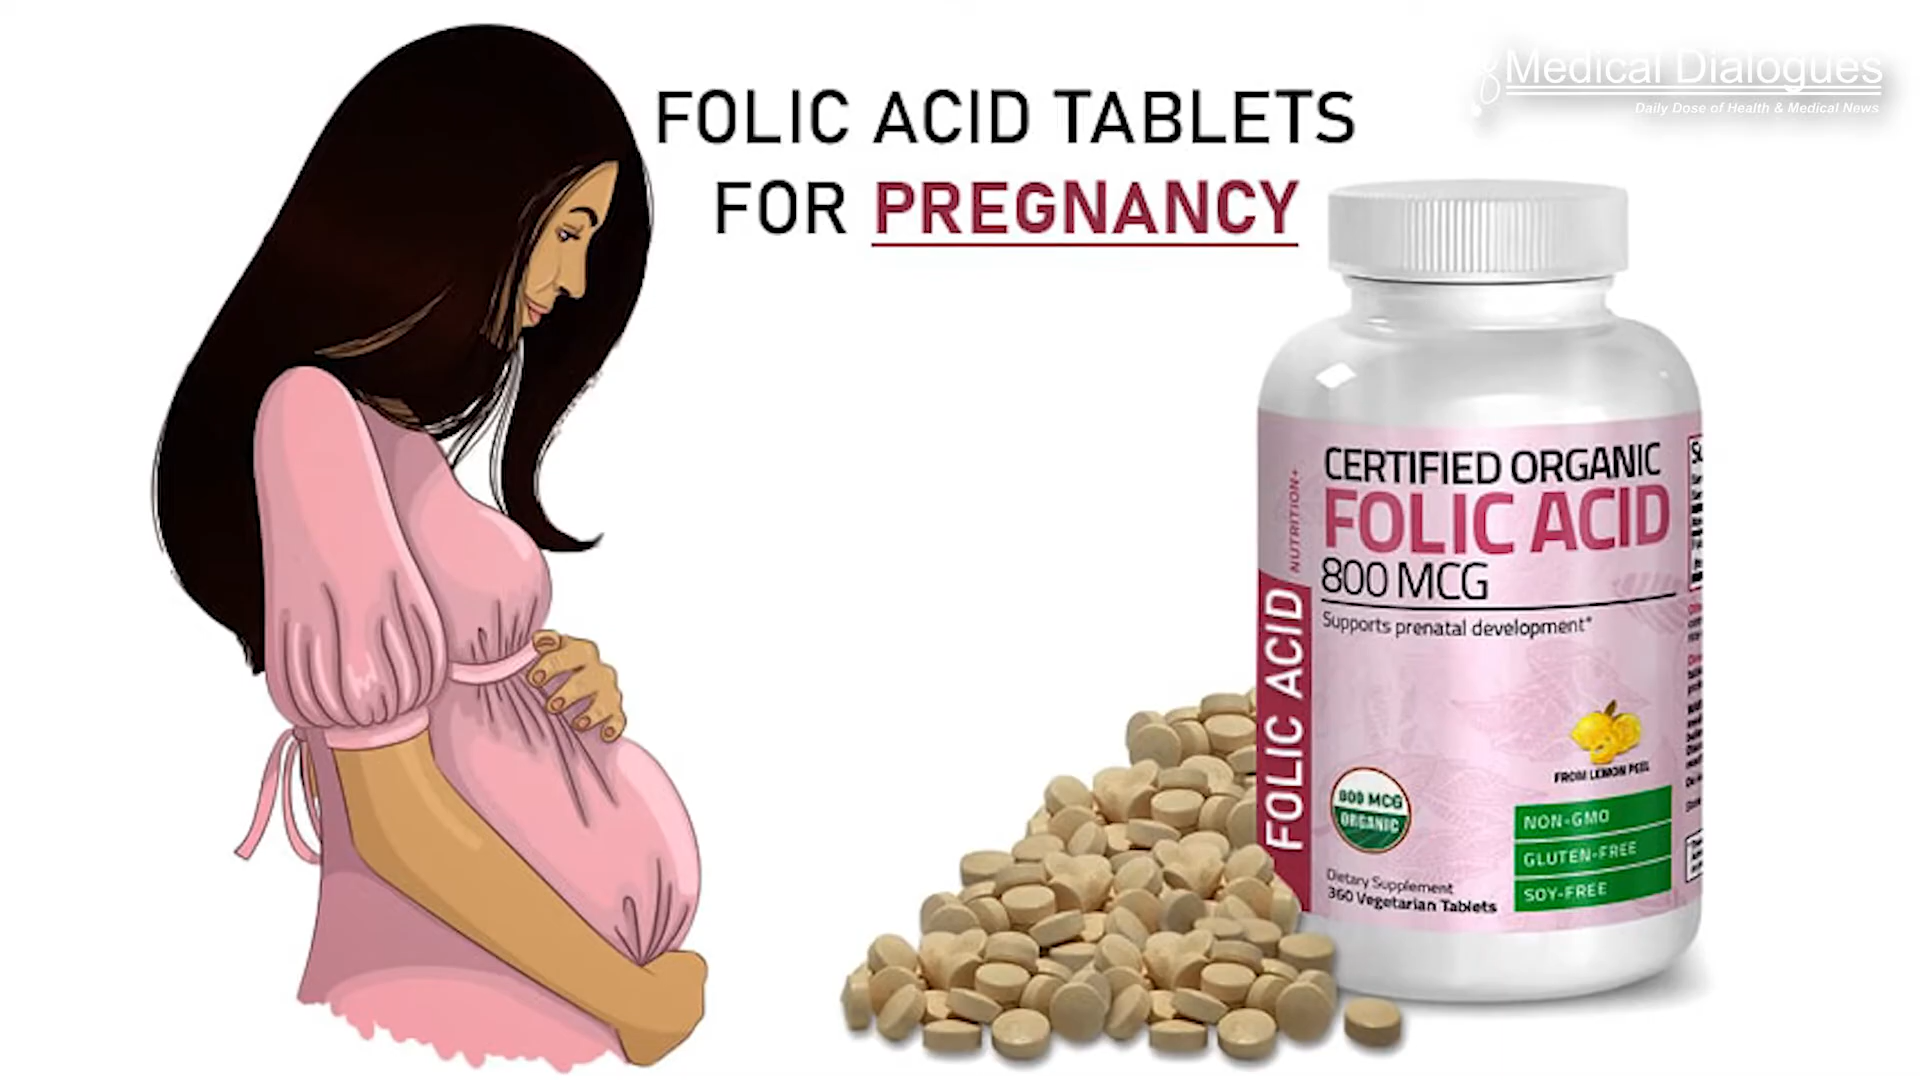 Medical Dialogues
Daily Dose of Health & Medical News
FOLIC ACID TABLETS
FOR PREGNANCY
CERTIFIED ORGANIC
FOLIC ACID
800 MCG
Supports prenatal development*
NUTRITION+
FOLIC ACID
FROM LEMON PEEL
800 MCG
ORGANIC
NON-GMO
GLUTEN-FREE
SOY-FREE
Dietary Supplement
360 Vegetarian Tablets